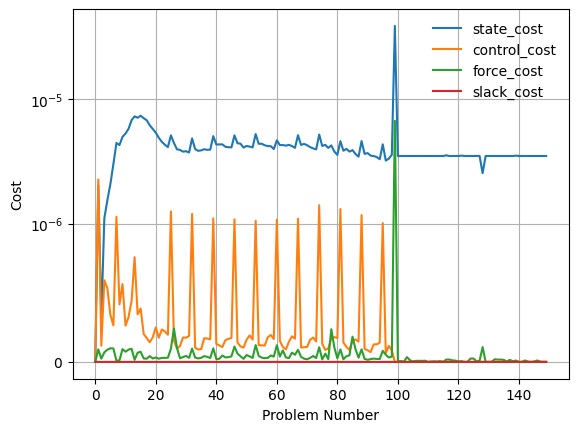 state_cost
control_cost
force_cost
slack_cost
10⁻⁵
10⁻⁶
0
Cost
0 20 40 60 80 100 120 140
Problem Number